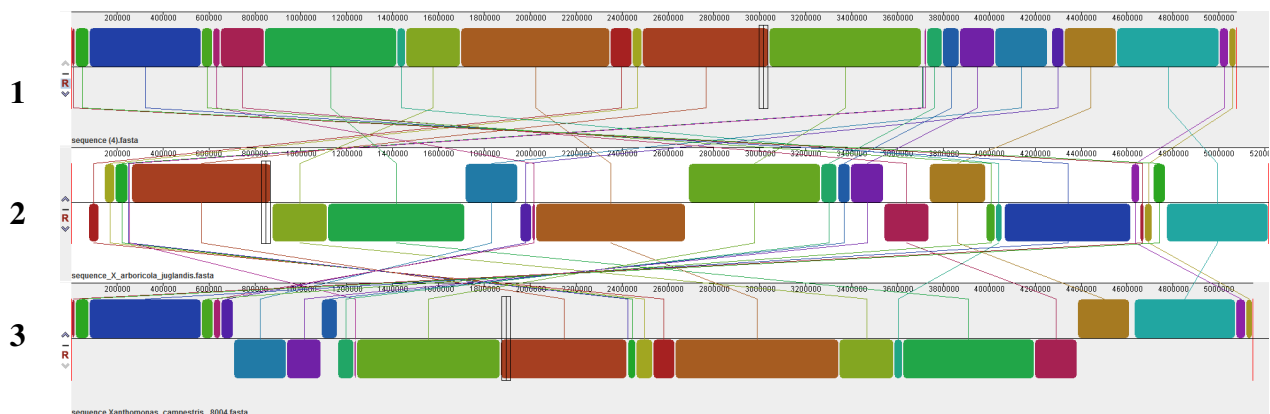 200000 400000 600000 800000 1000000 1200000 1400000 1600000 1800000 2000000 2200000 2400000 2600000 2800000 3000000 3200000 3400000 3600000 3800000 4000000 4200000 4400000 4600000 4800000 5000000
R
1
sequence (4).fasta
200000 400000 600000 800000 1000000 1200000 1400000 1600000 1800000 2000000 2200000 2400000 2600000 2800000 3000000 3200000 3400000 3600000 3800000 4000000 4200000 4400000 4600000 4800000 5000000
2
R
sequence_X_arboricola_juglandis.fasta
200000 400000 600000 800000 1000000 1200000 1400000 1600000 1800000 2000000 2200000 2400000 2600000 2800000 3000000 3200000 3400000 3600000 3800000 4000000 4200000 4400000 4600000 4800000 5000000
3
R
sequence Xanthomonas_campestris_ 8004.fasta